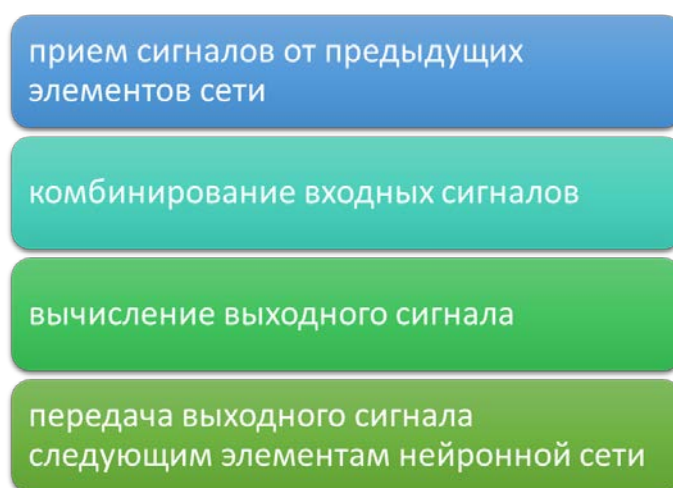 прием сигналов от предыдущих
элементов сети
комбинирование входных сигналов
вычисление выходного сигнала
передача выходного сигнала
следующим элементам нейронной сети